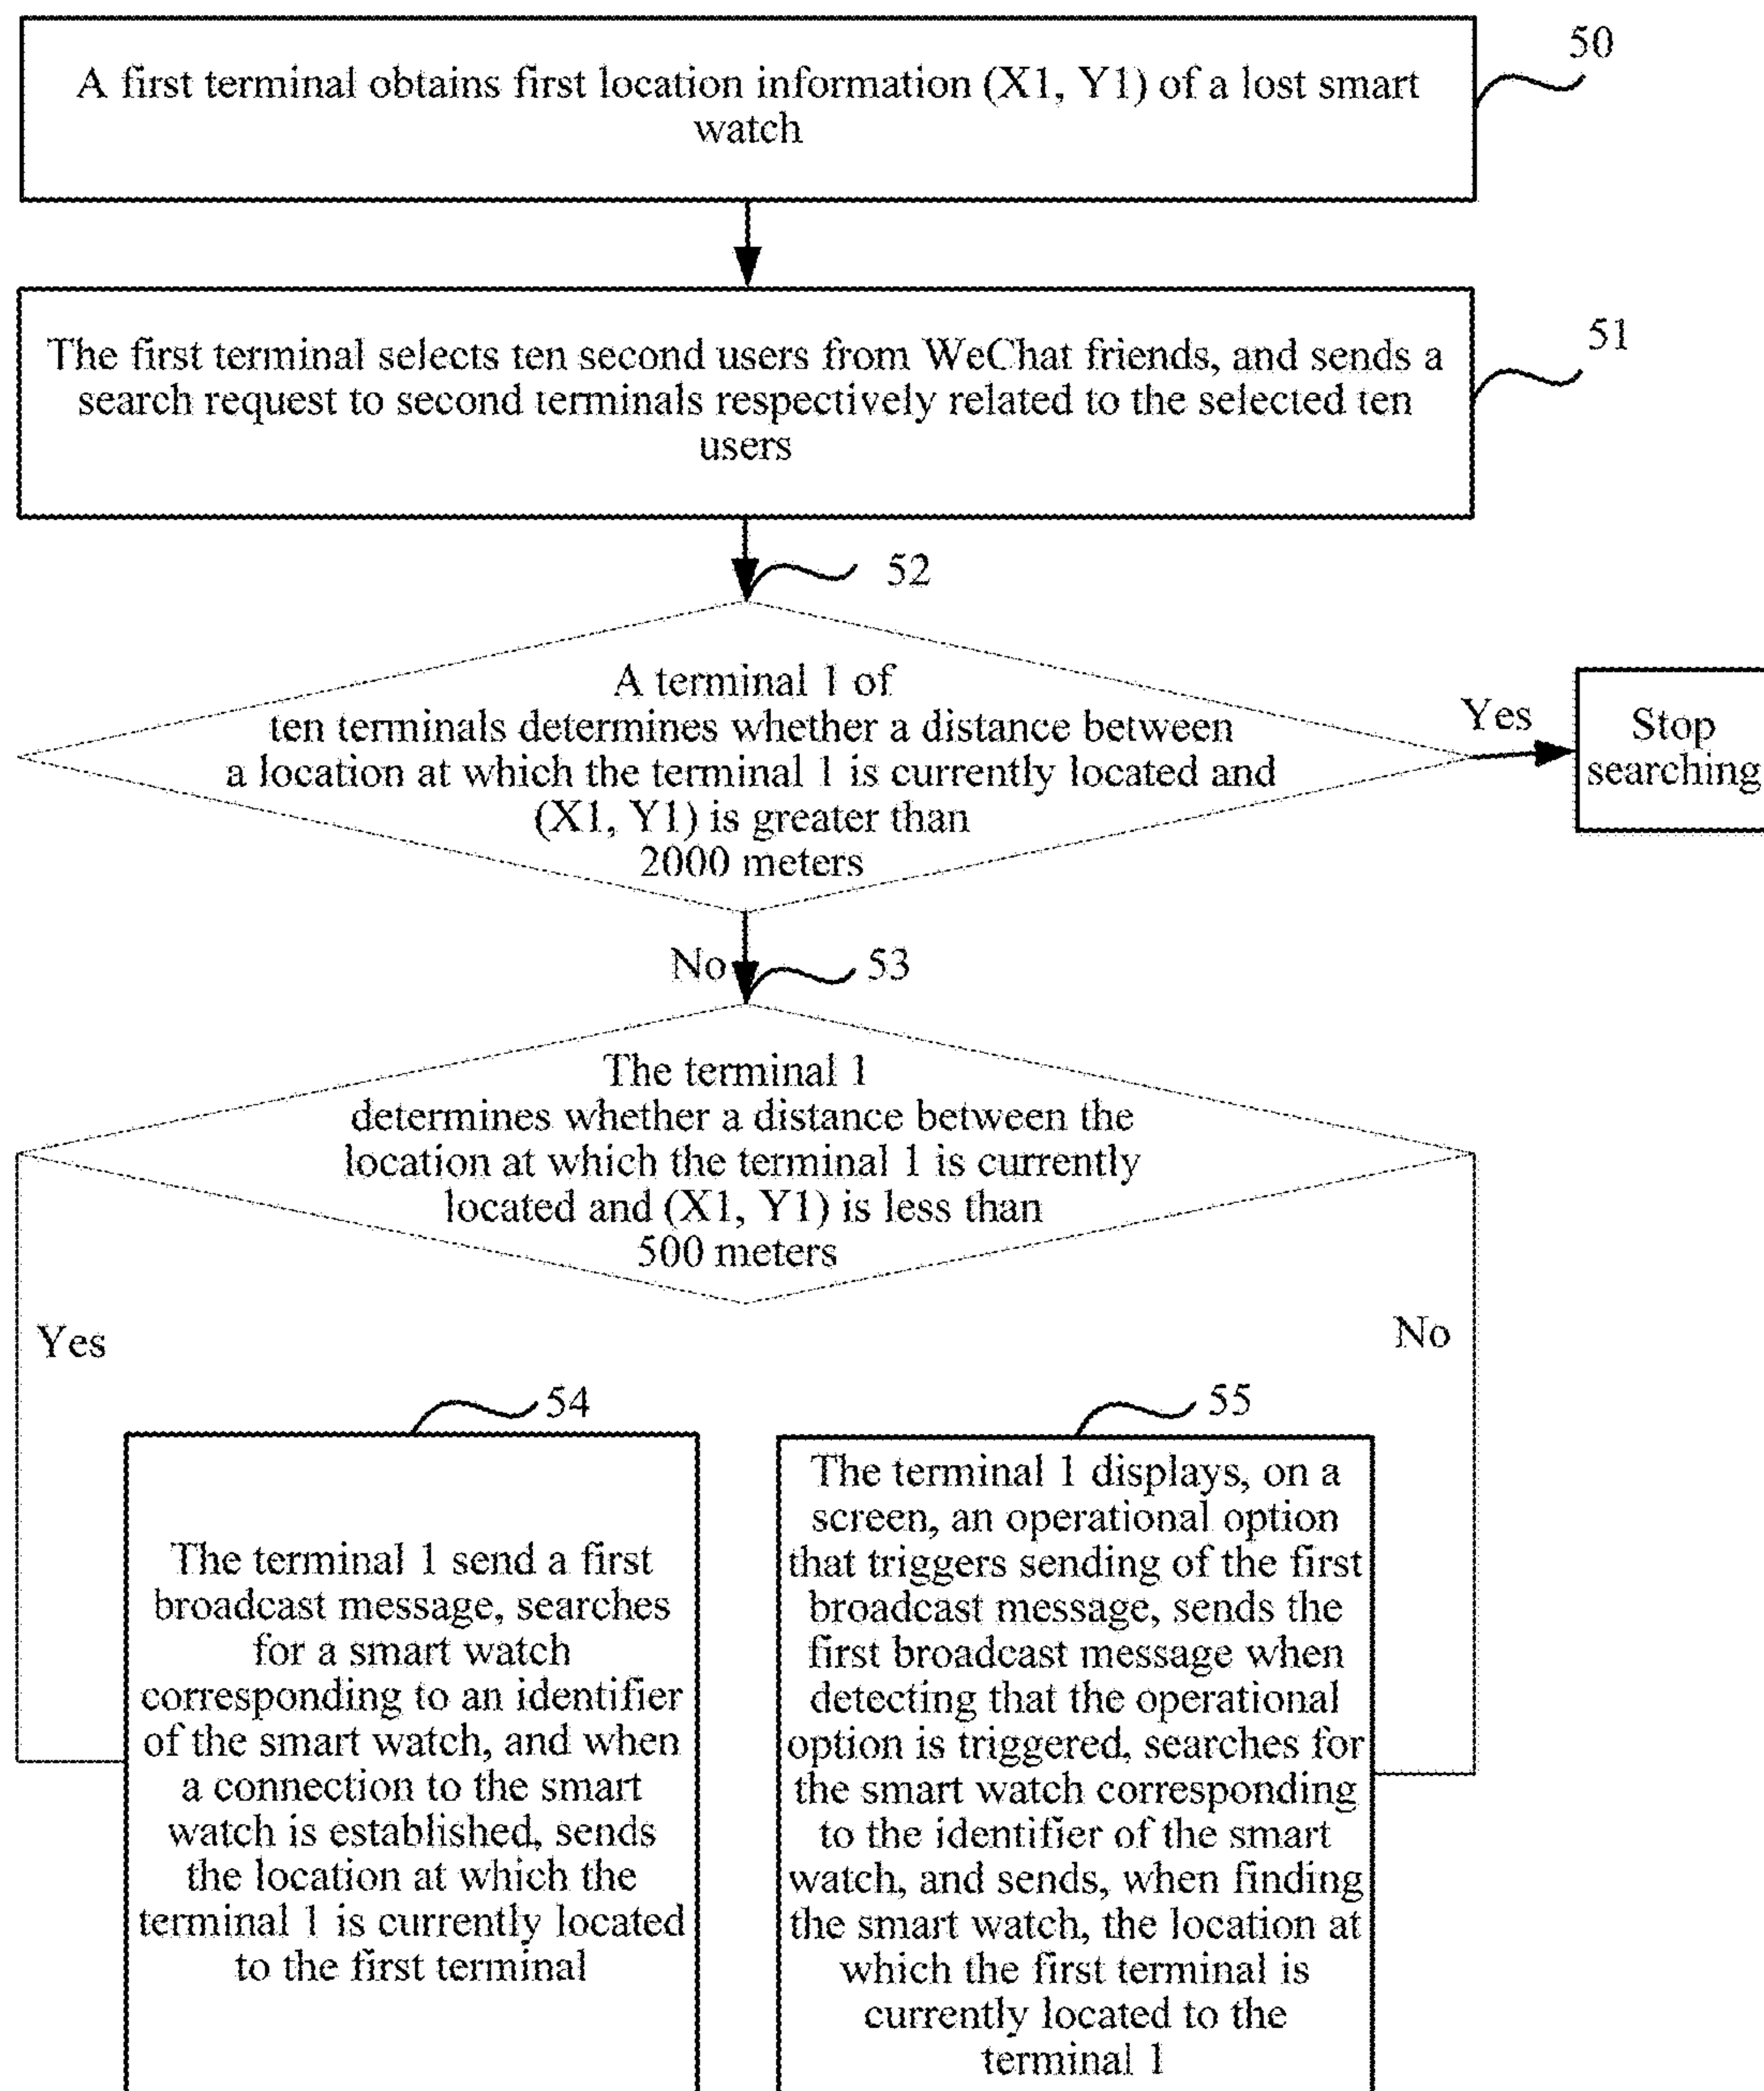 A first terminal obtains first location information (X1, Y1) of a lost smart
watch
50
The first terminal selects ten second users from WeChat friends, and sends a
search request to second terminals respectively related to the selected ten
users
51
52
A terminal 1 of
ten terminals determines whether a distance between
a location at which the terminal 1 is currently located and
(X1, Y1) is greater than
2000 meters
Yes
Stop
searching
No
53
The terminal 1
determines whether a distance between the
location at which the terminal 1 is currently
located and (X1, Y1) is less than
500 meters
Yes
No
54
The terminal 1 send a first
broadcast message, searches
for a smart watch
corresponding to an identifier
of the smart watch, and when
a connection to the smart
watch is established, sends
the location at which the
terminal 1 is currently located
to the first terminal
55
The terminal 1 displays, on a
screen, an operational option
that triggers sending of the first
broadcast message, sends the
first broadcast message when
detecting that the operational
option is triggered, searches for
the smart watch corresponding
to the identifier of the smart
watch, and sends, when finding
the smart watch, the location at
which the first terminal is
currently located to the
terminal 1